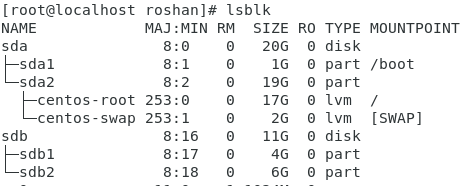 [root@localhost roshan]# lsblk
NAME            MAJ:MIN RM  SIZE RO TYPE MOUNTPOINT
sda               8:0    0   20G  0 disk
├─sda1            8:1    0    1G  0 part /boot
└─sda2            8:2    0   19G  0 part
  ├─centos-root 253:0    0   17G  0 lvm  /
  └─centos-swap 253:1    0    2G  0 lvm  [SWAP]
sdb               8:16   0   11G  0 disk
├─sdb1            8:17   0    4G  0 part
└─sdb2            8:18   0    6G  0 part